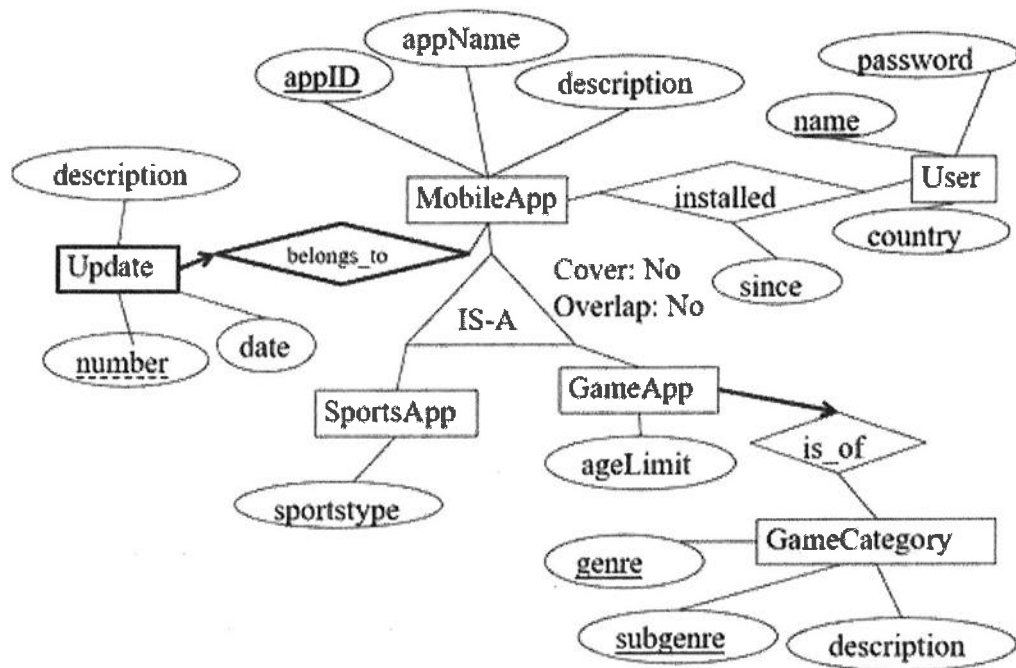 appName
appID
description
password
name
description
MobileApp
installed
User
Update
belongs_to
country
Cover: No
Overlap: No
since
IS-A
number
date
SportsApp
GameApp
is_of
ageLimit
sportstype
GameCategory
genre
subgenre
description